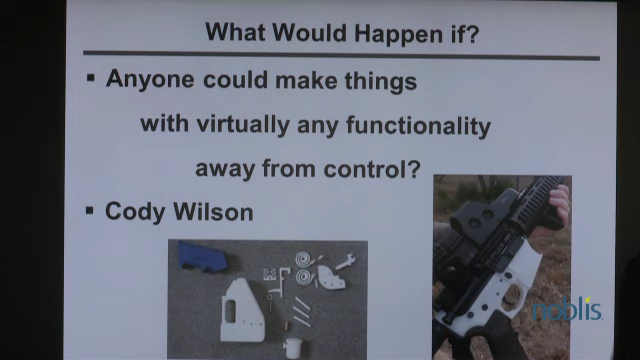 What Would Happen if?
▪ Anyone could make things
with virtually any functionality
away from control?
▪ Cody Wilson
noblis